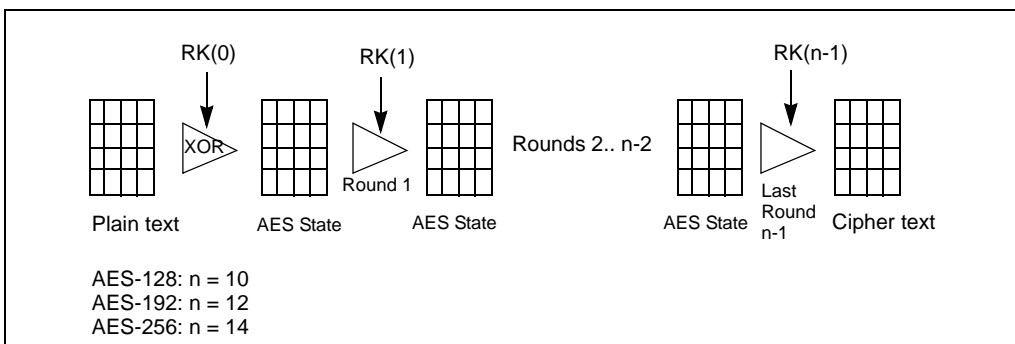 RK(0)
RK(1)
RK(n-1)
XOR
Round 1
Rounds 2.. n-2
Last
Round
n-1
Plain text
AES State
AES State
AES State
Cipher text
AES-128: n = 10
AES-192: n = 12
AES-256: n = 14